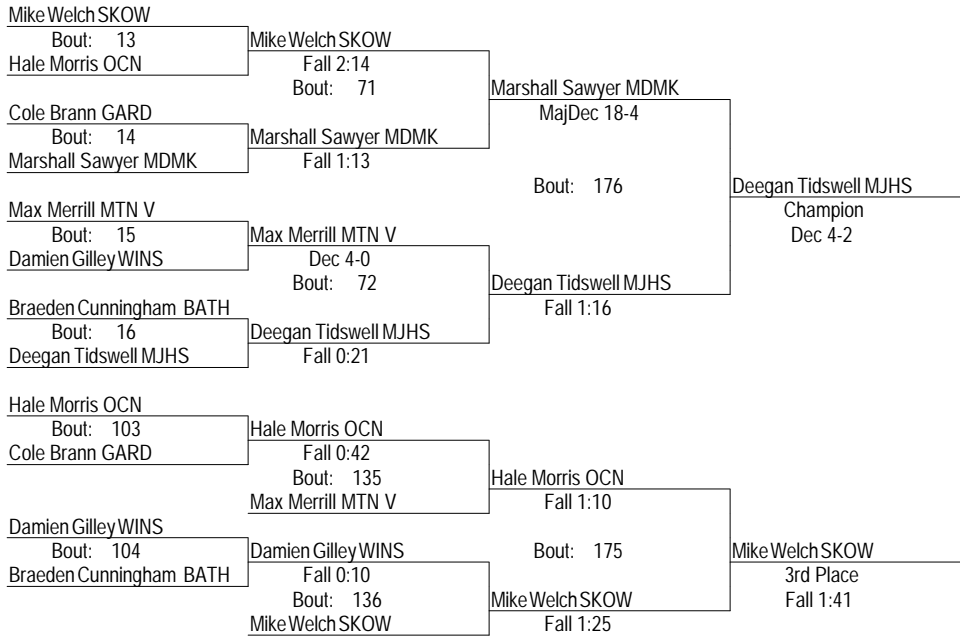 Mike Welch SKOW
Bout: 13
Hale Morris OCN
Mike Welch SKOW
Fall 2:14
Bout: 71
Cole Brann GARD
Bout: 14
Marshall Sawyer MDMK
Marshall Sawyer MDMK
Fall 1:13
Marshall Sawyer MDMK
MajDec 18-4
Bout: 176
Max Merrill MTN V
Bout: 15
Damien Gilley WINS
Max Merrill MTN V
Dec 4-0
Bout: 72
Braeden Cunningham BATH
Bout: 16
Deegan Tidswell MJHS
Deegan Tidswell MJHS
Fall 0:21
Deegan Tidswell MJHS
Fall 1:16
Deegan Tidswell MJHS
Champion
Dec 4-2
Hale Morris OCN
Bout: 103
Cole Brann GARD
Hale Morris OCN
Fall 0:42
Bout: 135
Max Merrill MTN V
Hale Morris OCN
Fall 1:10
Bout: 175
Damien Gilley WINS
Bout: 104
Braeden Cunningham BATH
Damien Gilley WINS
Fall 0:10
Bout: 136
Mike Welch SKOW
Mike Welch SKOW
Fall 1:25
Mike Welch SKOW
3rd Place
Fall 1:41